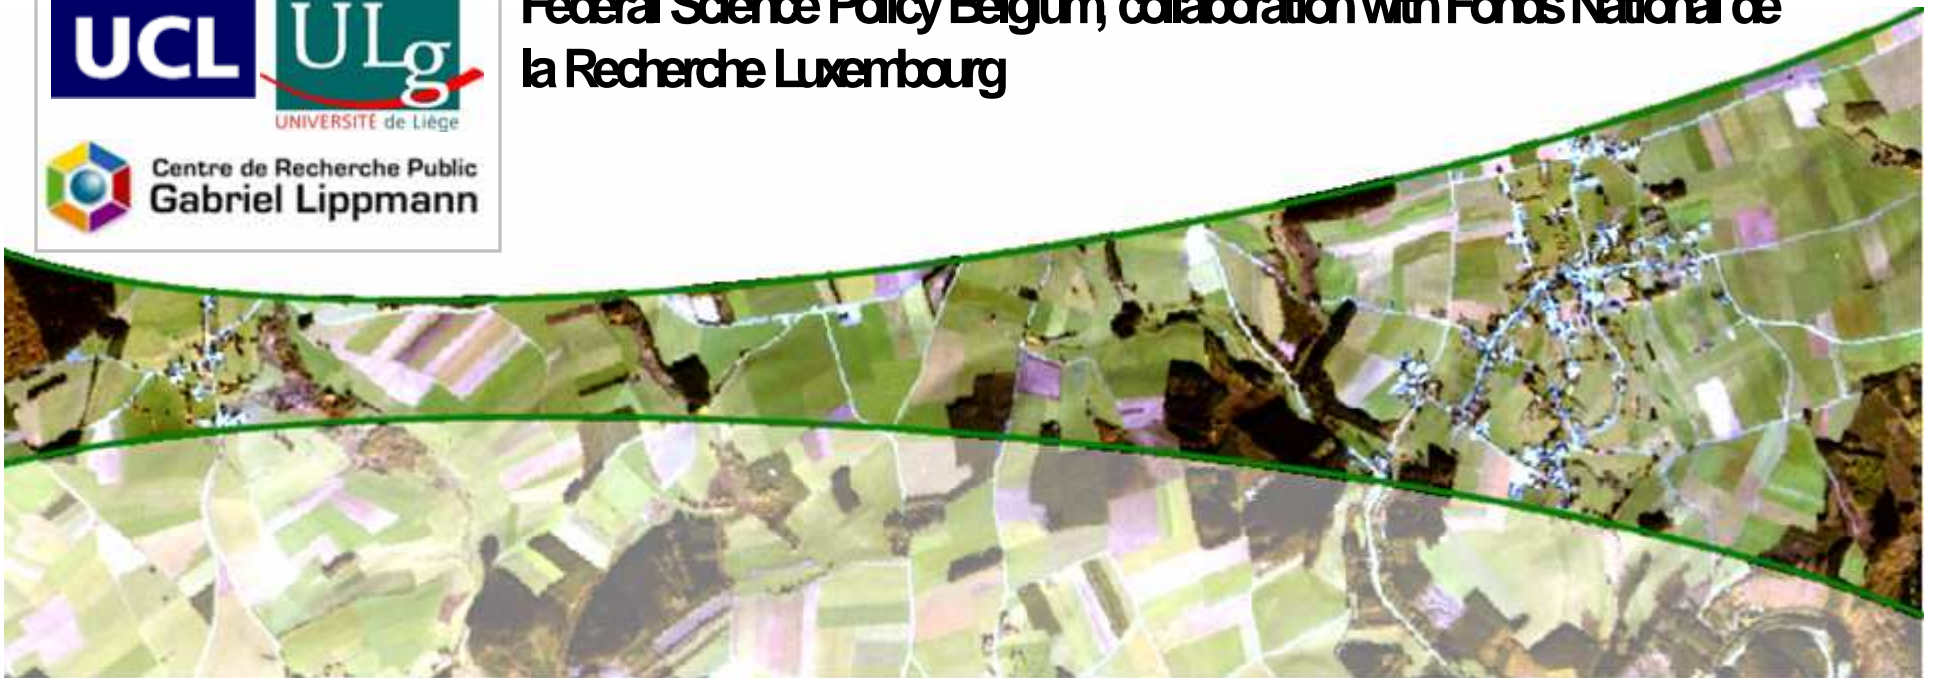 Federal Science Policy Belgium, collaboration with Fonds National de
la Recherche Luxembourg
UCL
ULg
UNIVERSITÉ de Liège
Centre de Recherche Public
Gabriel Lippmann